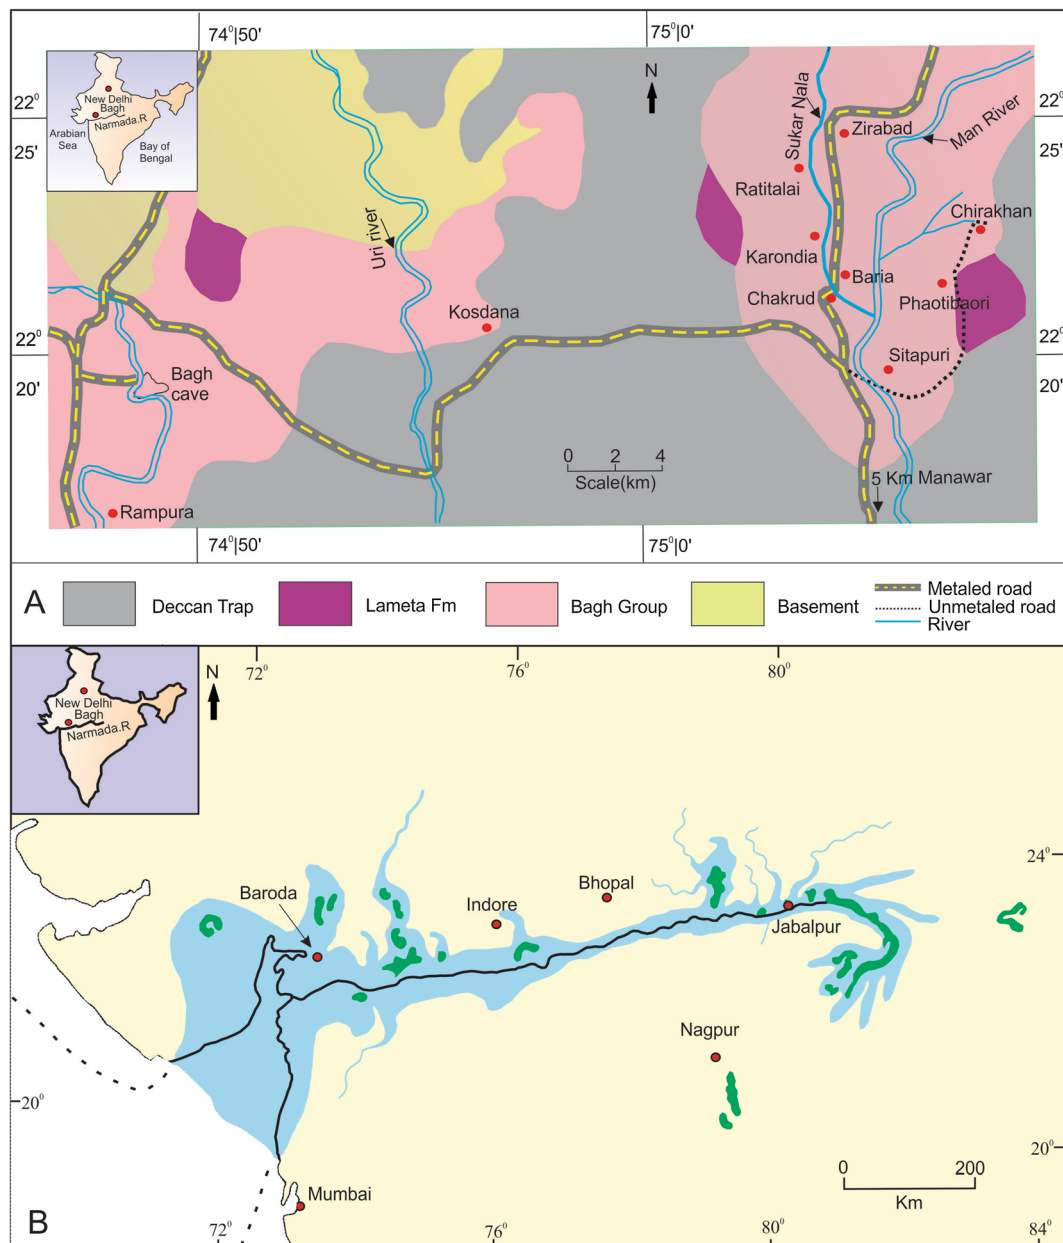 74⁰|50'
75⁰|0'
N
22⁰
25'
22⁰
25'
New Delhi
Bagh
Narmada.R
Arabian
Sea
Bay of
Bengal
Sukar Nala
Zirabad
Man River
Ratitalai
Chirakhan
Uri river
Karondia
Baria
Chakrud
Phaotibaori
Kosdana
22⁰
20'
22⁰
20'
Sitapuri
Bagh
cave
0 2 4
Scale(km)
5 Km Manawar
Rampura
74⁰|50'
75⁰|0'
A
Deccan Trap
Lameta Fm
Bagh Group
Basement
Metaled road
Unmetaled road
River
N
72⁰
76⁰
80⁰
New Delhi
Bagh
Narmada.R
24⁰
Baroda
Indore
Bhopal
Jabalpur
Nagpur
20⁰
20⁰
0 200
Km
Mumbai
B
72⁰
76⁰
80⁰
84⁰